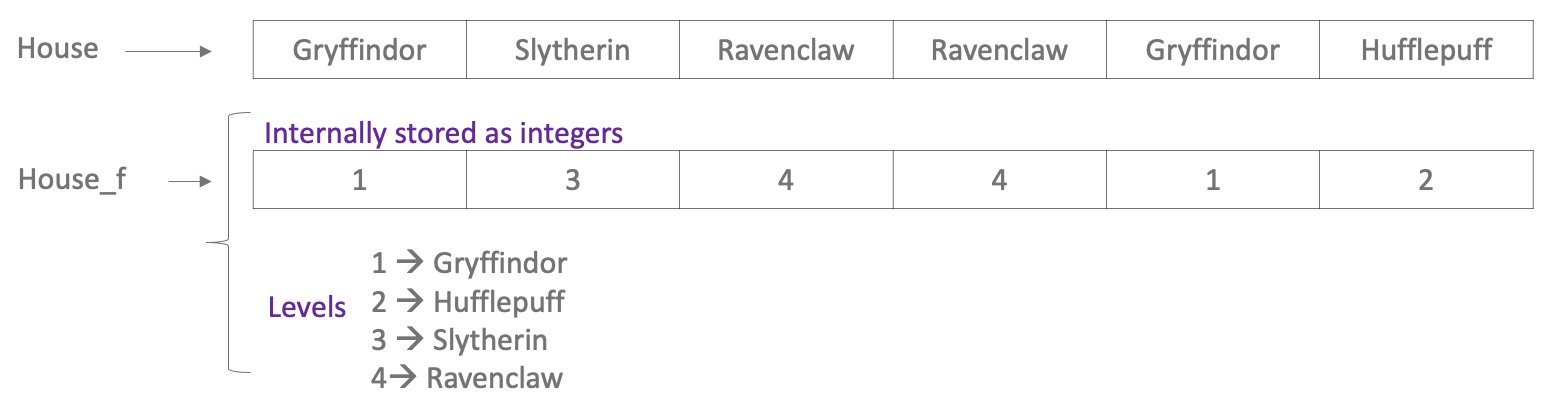 House Gryffindor Slytherin Ravenclaw Ravenclaw Gryffindor Hufflepuff
Internally stored as integers
House_f 1 3 4 4 1 2
1 → Gryffindor
Levels 2 → Hufflepuff
3 → Slytherin
4→ Ravenclaw